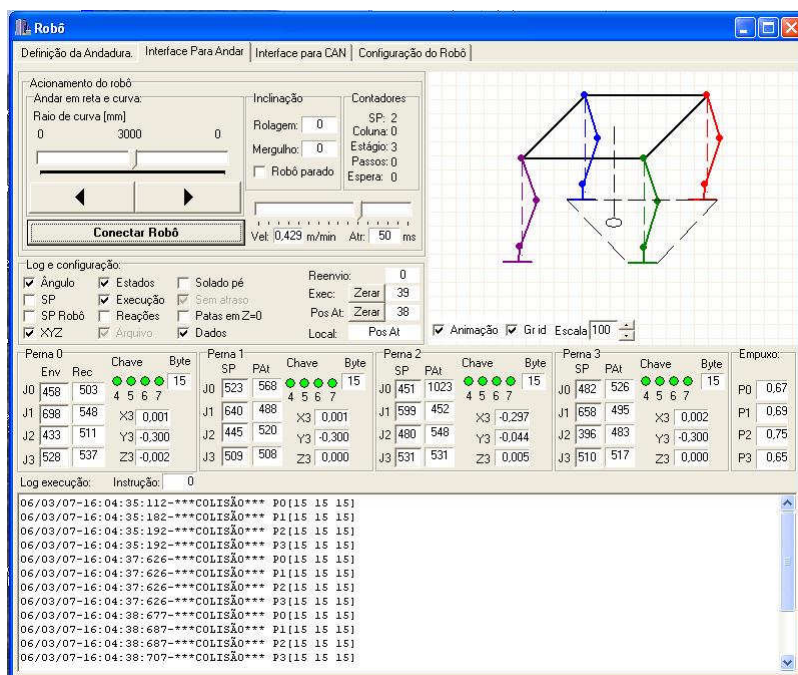 Robô
Definição da Andadura. Interface Para Andar Interface para CAN Configuração do Robô
Acionamento do robô
Andar em reta e curva:
Raio de curva [mm]
0 3000 0
Conectar Robô
Inclinação
Rolagem: 0
Mergulho: 0
Robô parado
Contadores
SP: 2
Coluna: 0
Estágio: 3
Passos: 0
Espera: 0
Vel: 0,429 m/min Atr: 50 ms
Log e configuração:
Ângulo Estados Solado pé
SP Execução Sem atraso
SP Robô Reações Patas em Z=0
XYZ Arquivo Dados
Reenvio: 0
Exec: Zerar 39
Pos At: Zerar 38
Local: Pos At
Animação Grid Escala 100
Perna 0
Env Rec Chave Byte
J0 458 503 4 5 6 7 15
J1 698 548 X3 0,001
J2 433 511 Y3 -0,300
J3 528 537 Z3 -0,002
Perna 1
SP PAt Chave Byte
J0 523 568 4 5 6 7 15
J1 640 488 X3 0,001
J2 445 520 Y3 -0,300
J3 509 508 Z3 0,000
Perna 2
SP PAt Chave Byte
J0 451 1023 4 5 6 7 15
J1 599 452 X3 -0,297
J2 480 548 Y3 -0,044
J3 531 531 Z3 0,005
Perna 3
SP PAt Chave Byte
J0 482 526 4 5 6 7 15
J1 658 495 X3 0,002
J2 396 483 Y3 -0,300
J3 510 517 Z3 0,000
Empuxo:
P0 0,67
P1 0,69
P2 0,75
P3 0,65
Log execução: Instrução: 0
06/03/07-16:04:35:112-***COLISÃO*** P0[15 15 15]
06/03/07-16:04:35:182-***COLISÃO*** P1[15 15 15]
06/03/07-16:04:35:192-***COLISÃO*** P2[15 15 15]
06/03/07-16:04:35:192-***COLISÃO*** P3[15 15 15]
06/03/07-16:04:37:626-***COLISÃO*** P0[15 15 15]
06/03/07-16:04:37:626-***COLISÃO*** P1[15 15 15]
06/03/07-16:04:37:626-***COLISÃO*** P2[15 15 15]
06/03/07-16:04:37:626-***COLISÃO*** P3[15 15 15]
06/03/07-16:04:38:677-***COLISÃO*** P0[15 15 15]
06/03/07-16:04:38:687-***COLISÃO*** P1[15 15 15]
06/03/07-16:04:38:687-***COLISÃO*** P2[15 15 15]
06/03/07-16:04:38:707-***COLISÃO*** P3[15 15 15]